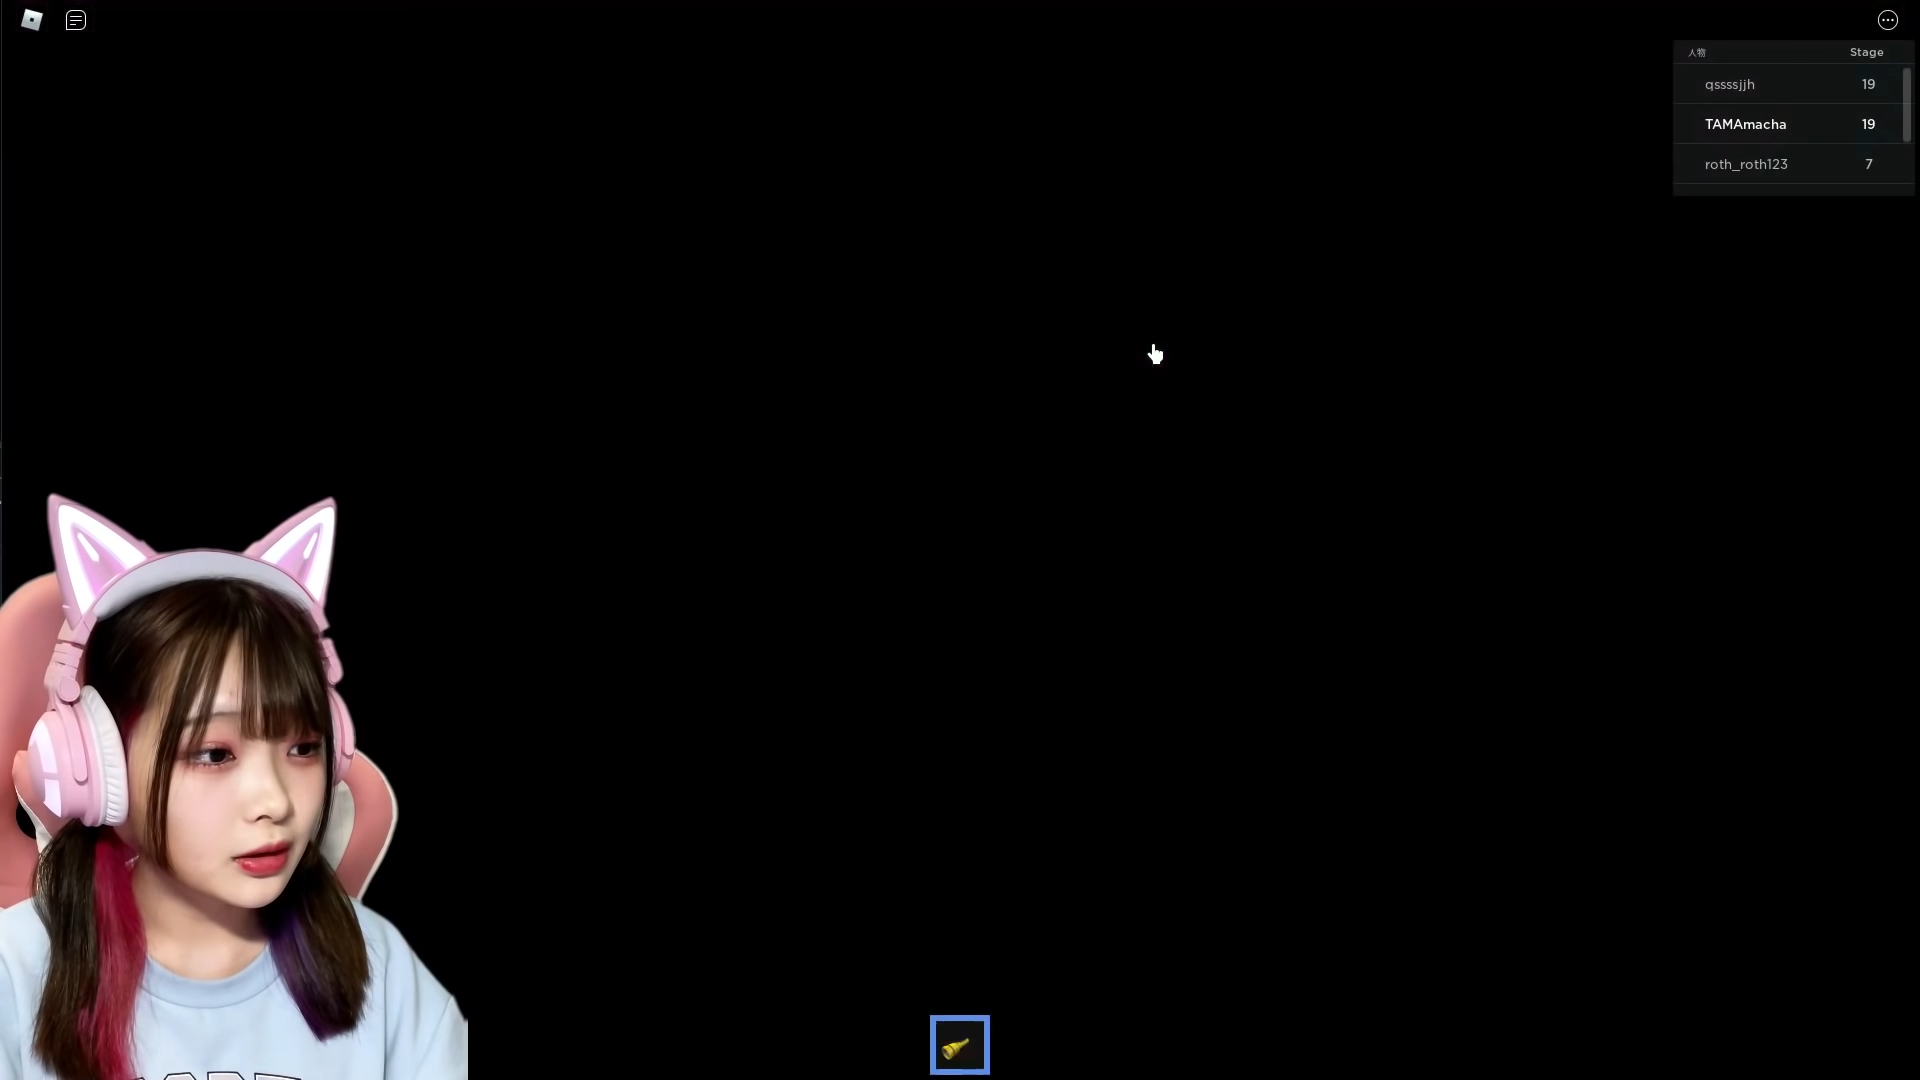 人物 Stage
qssssjjh 19
TAMAmacha 19
roth_roth123 7